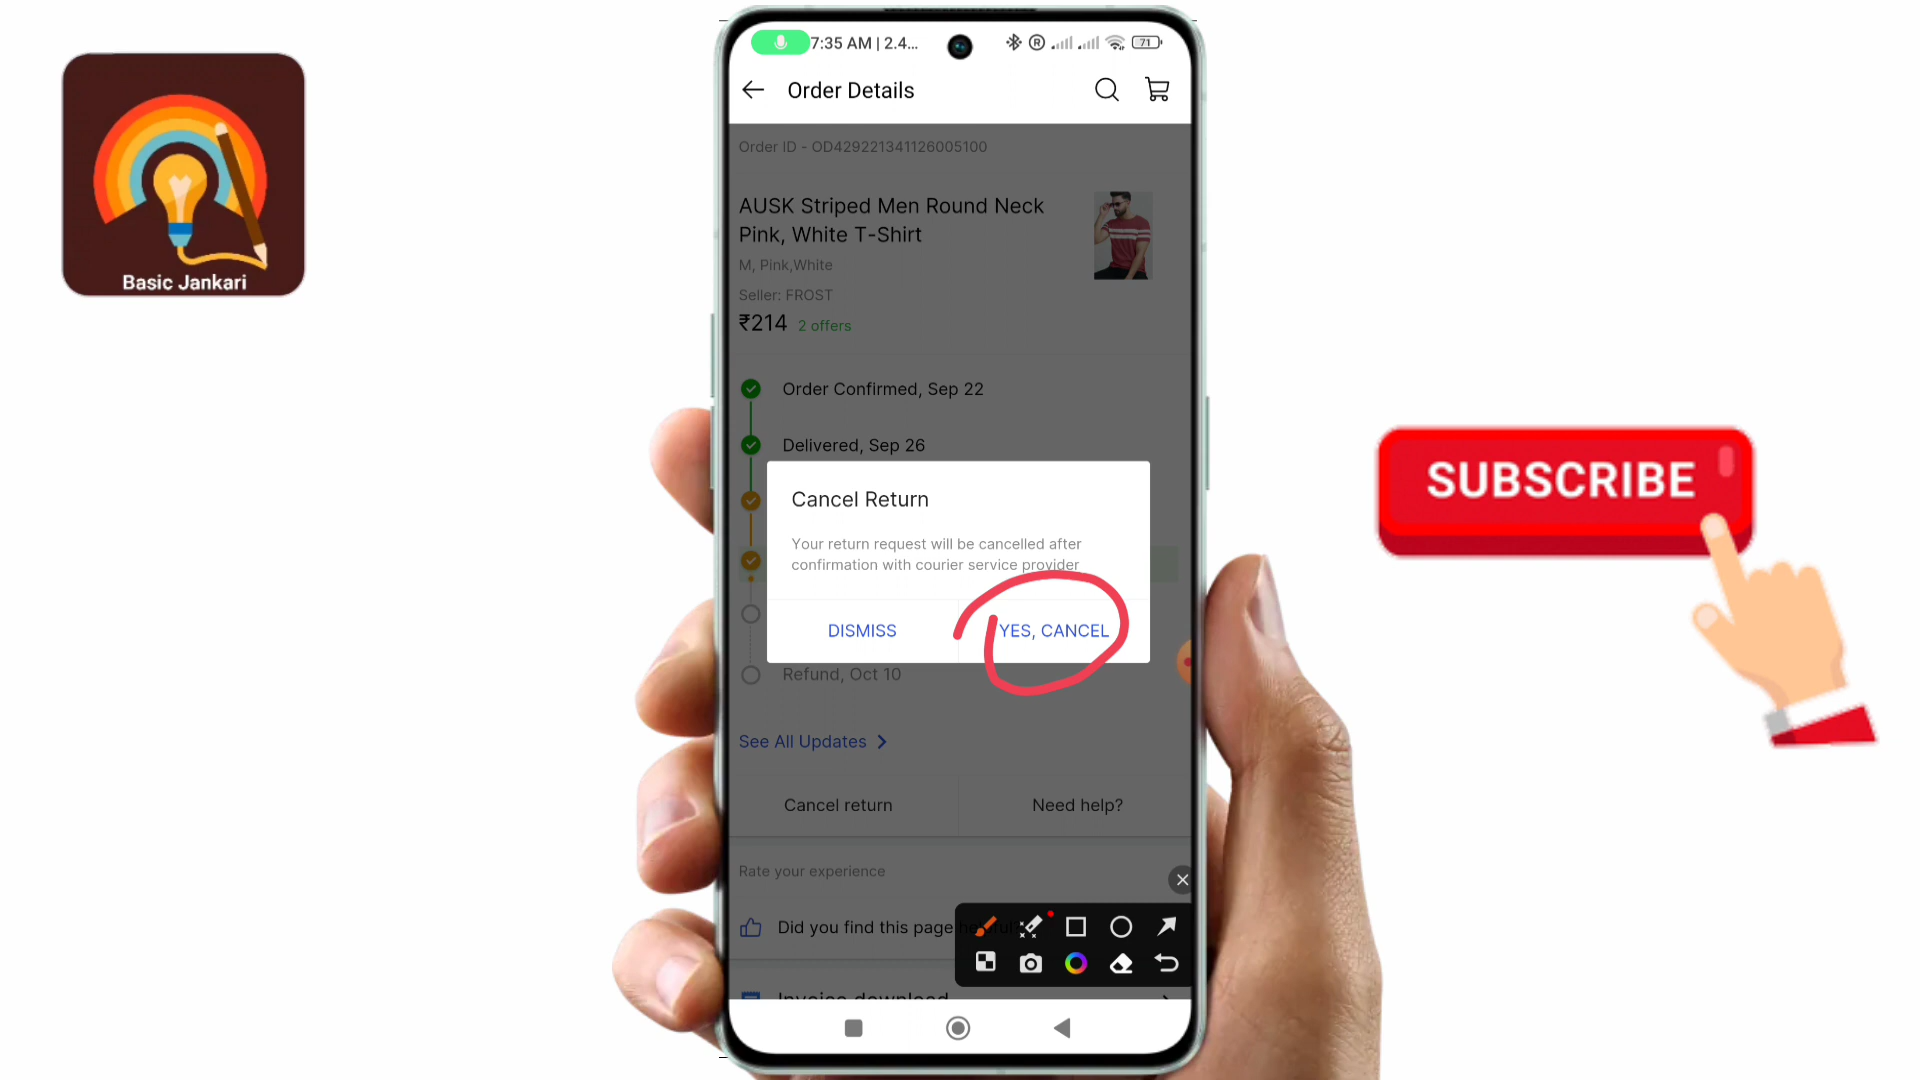 Basic Jankari
7:35 AM | 2.4...
71
Order Details
Order ID - OD429221341126005100
AUSK Striped Men Round Neck
Pink, White T-Shirt
M, Pink,White
Seller: FROST
₹214 2 offers
Order Confirmed, Sep 22
Delivered, Sep 26
Cancel Return
Your return request will be cancelled after
confirmation with courier service provider
DISMISS
YES, CANCEL
Refund, Oct 10
See All Updates
Cancel return
Need help?
Rate your experience
Did you find this page
Invoice download
SUBSCRIBE